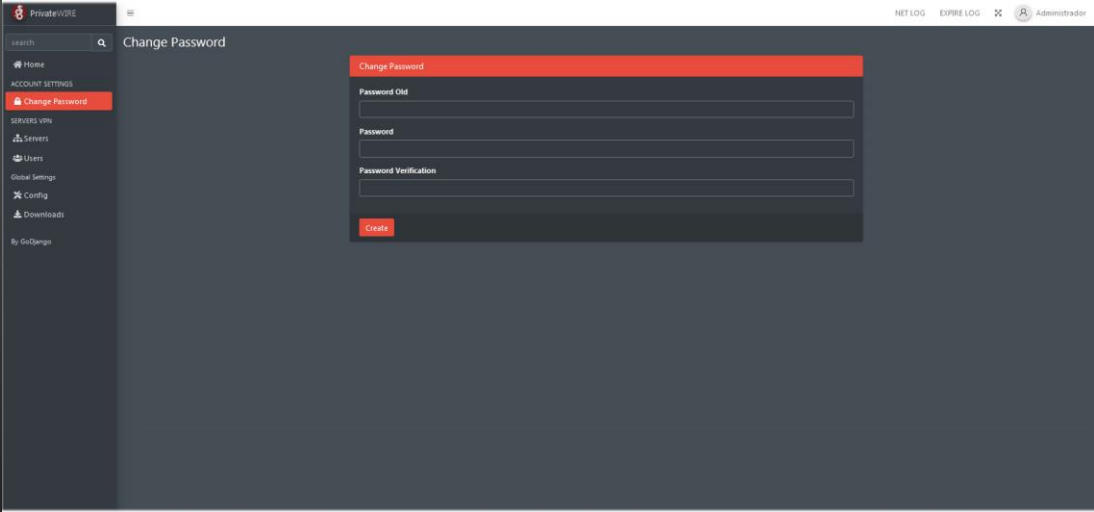 PrivateWIRE
NET LOG
EXPIRE LOG
Administrador
search
Change Password
Home
ACCOUNT SETTINGS
Change Password
SERVERS VPN
Servers
Users
Global Settings
Config
Downloads
By GoDjango
Change Password
Password Old
Password
Password Verification
Create